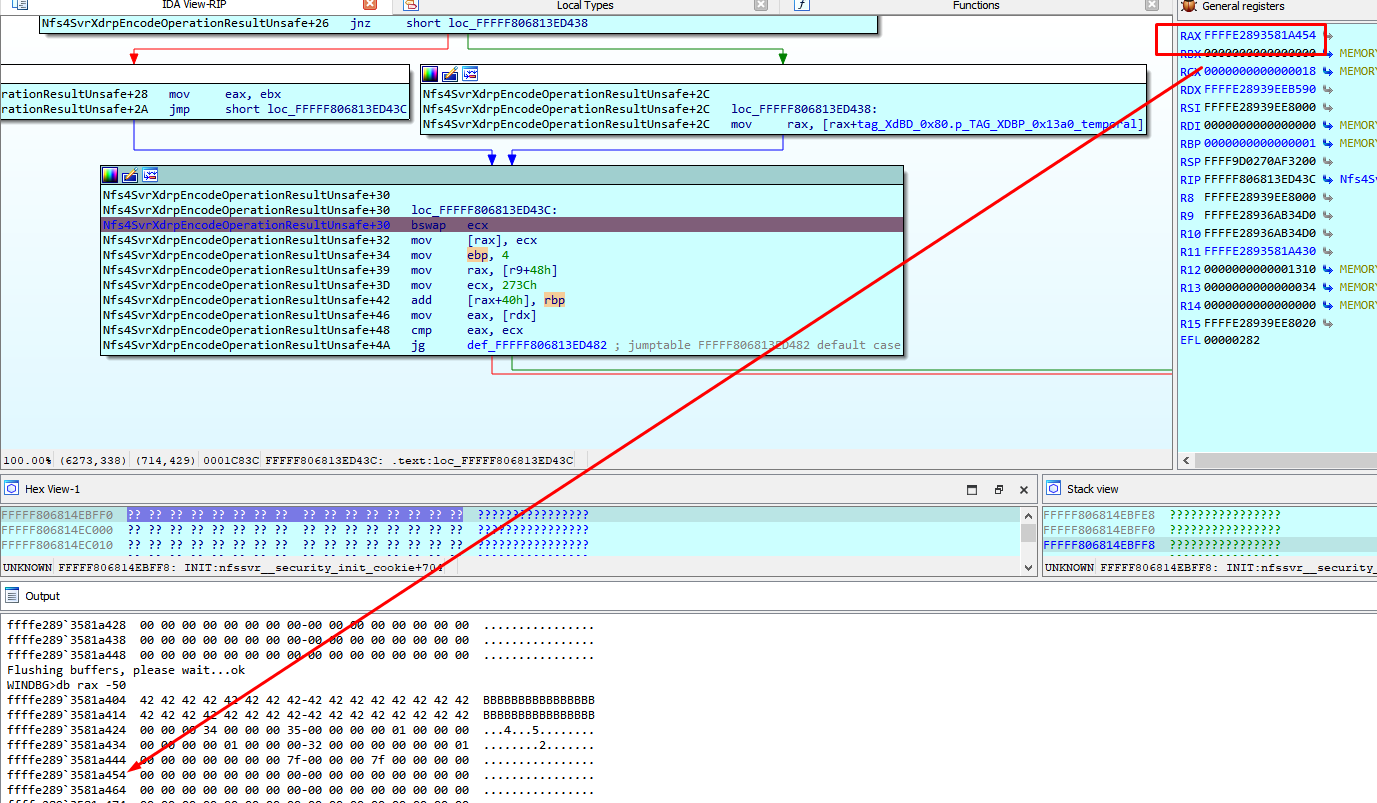 IDA View-RIP
Local Types
Functions
General registers
Nfs4SvrXdrpEncodeOperationResultUnsafe+26 jnz short loc_FFFFF806813ED438
erationResultUnsafe+28 mov eax, ebx
erationResultUnsafe+2A jmp short loc_FFFFF806813ED43C
Nfs4SvrXdrpEncodeOperationResultUnsafe+2C
Nfs4SvrXdrpEncodeOperationResultUnsafe+2C loc_FFFFF806813ED438:
Nfs4SvrXdrpEncodeOperationResultUnsafe+2C mov rax, [rax+tag_XdBD_0x80.p_TAG_XDBP_0x13a0_temporal]
Nfs4SvrXdrpEncodeOperationResultUnsafe+30
Nfs4SvrXdrpEncodeOperationResultUnsafe+30 loc_FFFFF806813ED43C:
Nfs4SvrXdrpEncodeOperationResultUnsafe+30 bswap ecx
Nfs4SvrXdrpEncodeOperationResultUnsafe+32 mov [rax], ecx
Nfs4SvrXdrpEncodeOperationResultUnsafe+34 mov ebp, 4
Nfs4SvrXdrpEncodeOperationResultUnsafe+39 mov rax, [r9+48h]
Nfs4SvrXdrpEncodeOperationResultUnsafe+3D mov ecx, 273Ch
Nfs4SvrXdrpEncodeOperationResultUnsafe+42 add [rax+40h], rbp
Nfs4SvrXdrpEncodeOperationResultUnsafe+46 mov eax, [rdx]
Nfs4SvrXdrpEncodeOperationResultUnsafe+48 cmp eax, ecx
Nfs4SvrXdrpEncodeOperationResultUnsafe+4A jg def_FFFFF806813ED482 ; jumptable FFFFF806813ED482 default case
100.00% (6273,338) (714,429) 0001C83C FFFFF806813ED43C: .text:loc_FFFFF806813ED43C
RAX FFFFE2893581A454
RBX 0000000000000000 MEMORY
RCX 0000000000000018 MEMORY
RDX FFFFE28939EEB590
RSI FFFFE28939EE8000
RDI 0000000000000000 MEMORY
RBP 0000000000000001 MEMORY
RSP FFFF9D0270AF3200
RIP FFFFF806813ED43C Nfs4Sv
R8 FFFFE28939EE8000
R9 FFFFE28936AB34D0
R10 FFFFE28936AB34D0
R11 FFFFE2893581A430
R12 0000000000001310 MEMORY
R13 0000000000000034 MEMORY
R14 0000000000000000 MEMORY
R15 FFFFE28939EE8020
EFL 00000282
Hex View-1
FFFFF806814EBFF0 ?? ?? ?? ?? ?? ?? ?? ?? ?? ?? ?? ?? ?? ?? ?? ?? ????????????????
FFFFF806814EC000 ?? ?? ?? ?? ?? ?? ?? ?? ?? ?? ?? ?? ?? ?? ?? ?? ????????????????
FFFFF806814EC010 ?? ?? ?? ?? ?? ?? ?? ?? ?? ?? ?? ?? ?? ?? ?? ?? ????????????????
UNKNOWN FFFFF806814EBFF8: INIT:nfssvr__security_init_cookie+704
Stack view
FFFFF806814EBFE8 ????????????????
FFFFF806814EBFF0 ????????????????
FFFFF806814EBFF8 ????????????????
UNKNOWN FFFFF806814EBFF8: INIT:nfssvr__security_
Output
ffffe289`3581a428 00 00 00 00 00 00 00 00-00 00 00 00 00 00 00 00 ................
ffffe289`3581a438 00 00 00 00 00 00 00 00-00 00 00 00 00 00 00 00 ................
ffffe289`3581a448 00 00 00 00 00 00 00 00-00 00 00 00 00 00 00 00 ................
Flushing buffers, please wait...ok
WINDBG>db rax -50
ffffe289`3581a404 42 42 42 42 42 42 42 42-42 42 42 42 42 42 42 42 BBBBBBBBBBBBBBBB
ffffe289`3581a414 42 42 42 42 42 42 42 42-42 42 42 42 42 42 42 42 BBBBBBBBBBBBBBBB
ffffe289`3581a424 00 00 00 34 00 00 00 35-00 00 00 00 01 00 00 00 ...4...5........
ffffe289`3581a434 00 00 00 00 01 00 00 00-32 00 00 00 00 00 00 01 ........2.......
ffffe289`3581a444 00 00 00 00 00 00 00 7f-00 00 00 7f 00 00 00 00 ................
ffffe289`3581a454 00 00 00 00 00 00 00 00-00 00 00 00 00 00 00 00 ................
ffffe289`3581a464 00 00 00 00 00 00 00 00-00 00 00 00 00 00 00 00 ................